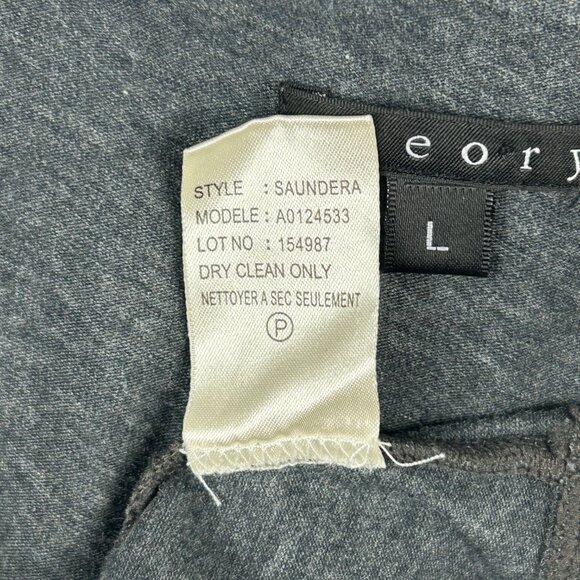 eory
L
STYLE : SAUNDERA
MODELE : A0124533
LOT NO : 154987
DRY CLEAN ONLY
NETTOYER A SEC SEULEMENT
P